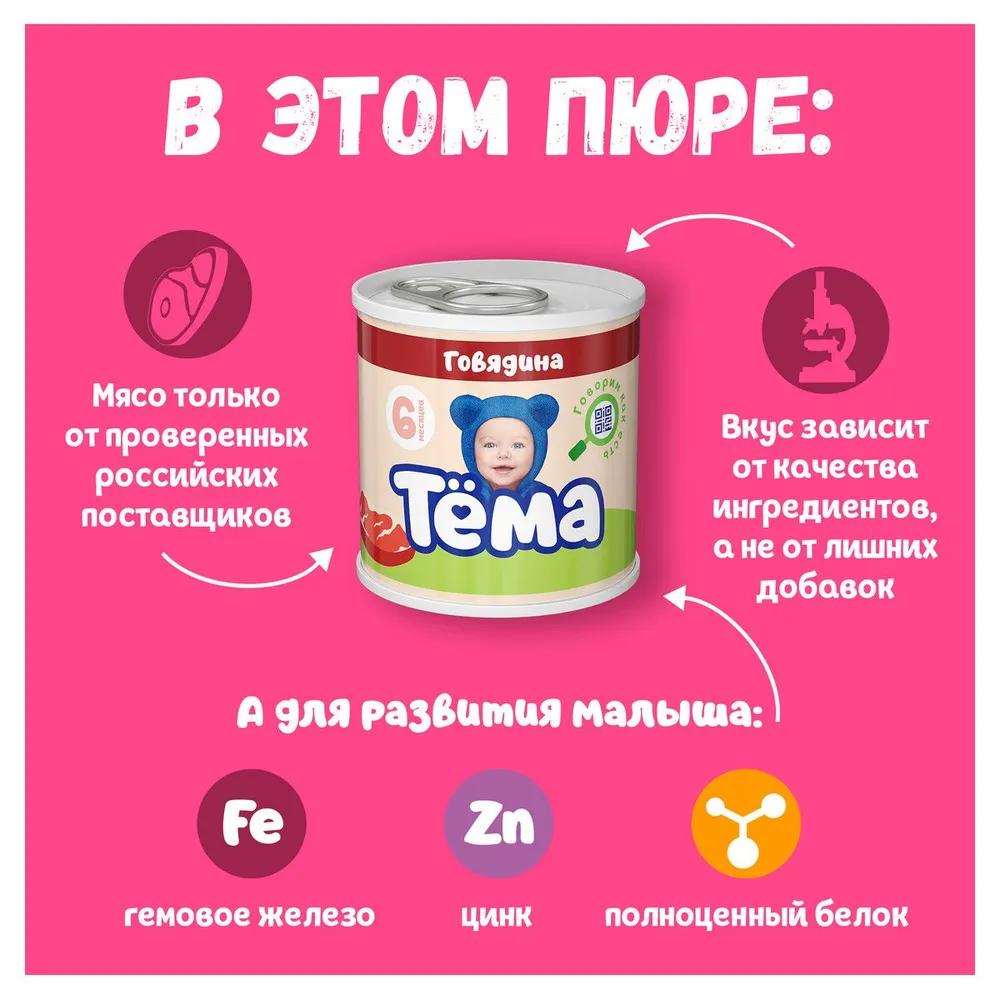 В ЭТОМ ПЮРЕ:
Мясо только
от проверенных
российских
поставщиков
Говядина
6
месяцев
Говорим как есть
Тёма
Вкус зависит
от качества
ингредиентов,
а не от лишних
добавок
А для развития малыша:
Fe
гемовое железо
Zn
цинк
полноценный белок